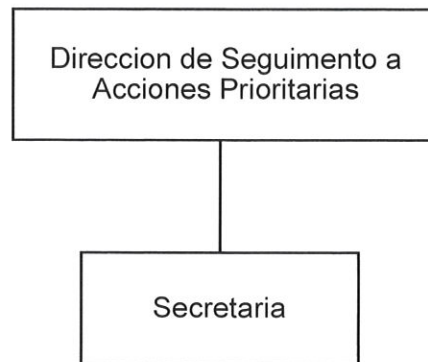 Direccion de Seguimento a
Acciones Prioritarias
Secretaria